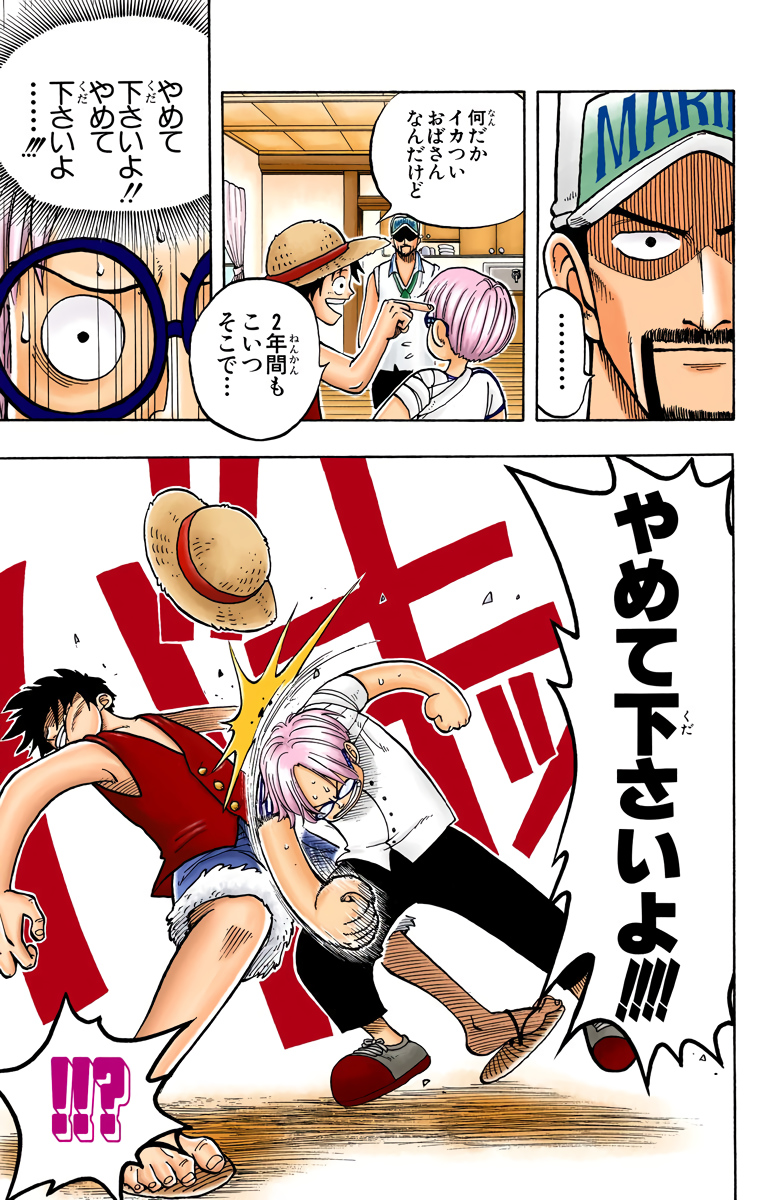 MARI
…………
何だか
イカつい
おばさん
なんだけど
2年間も
こいつ
そこで…
やめて
下さいよ!!
やめて
下さいよ
……!!!
やめて下さいよ!!!!!
!!?